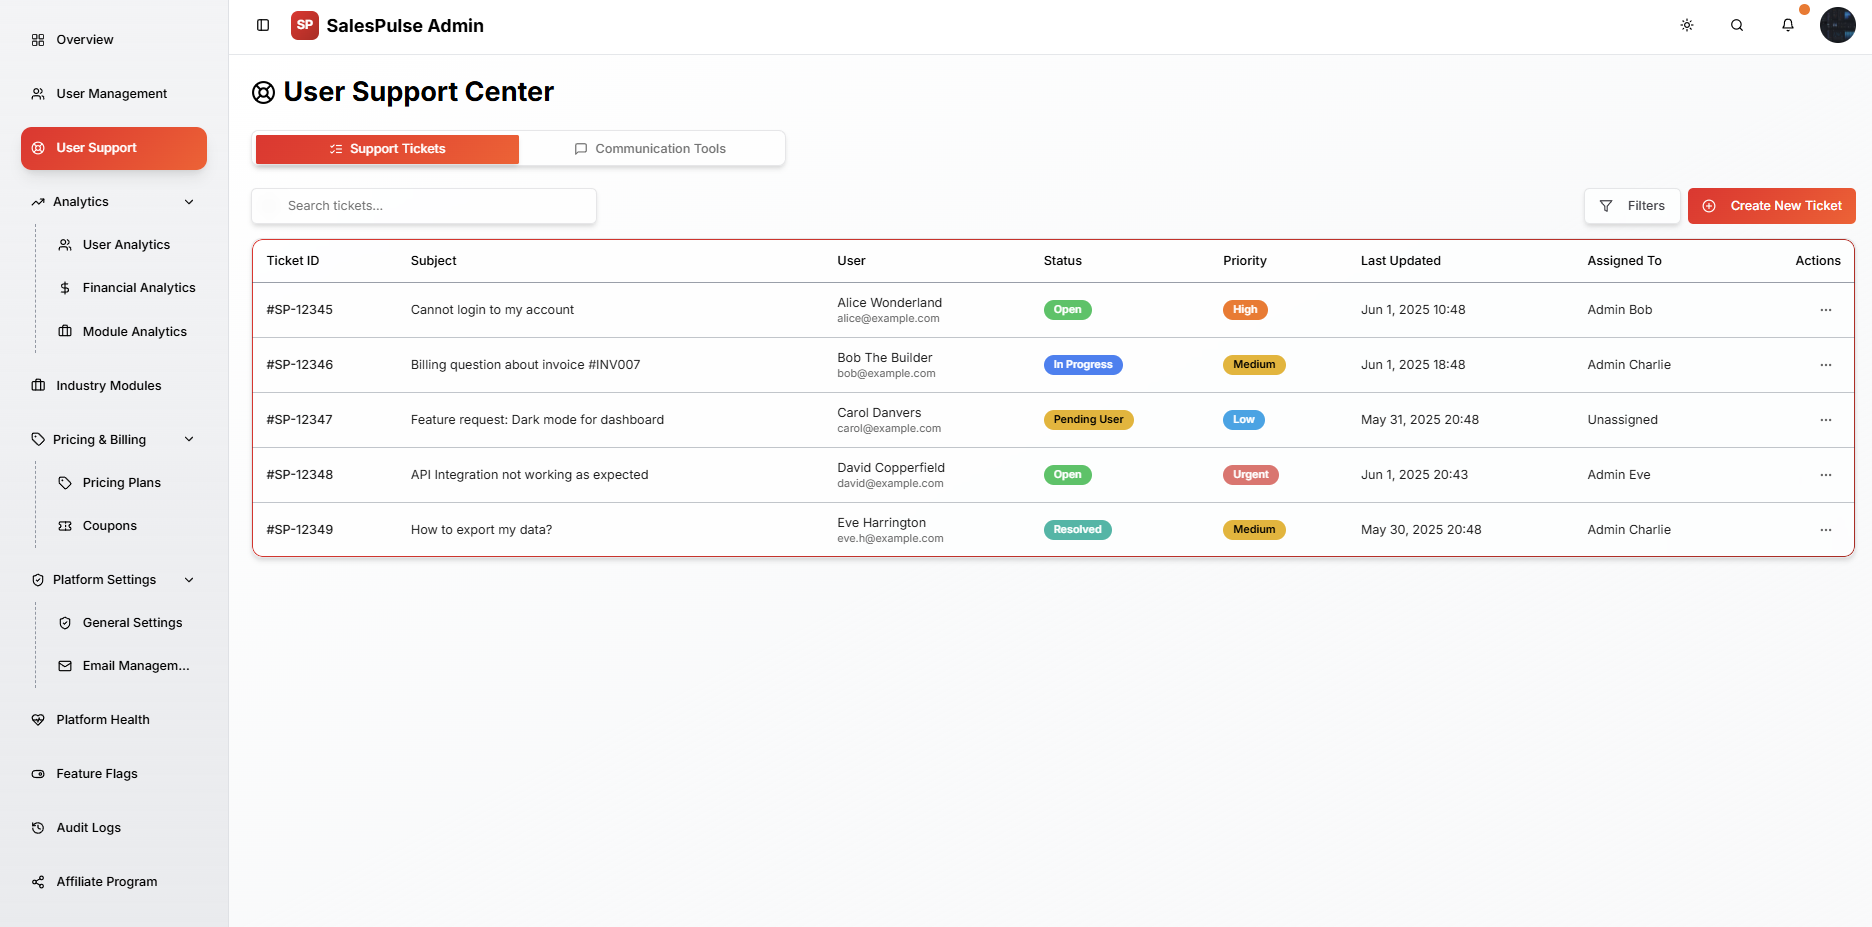 SP SalesPulse Admin
Overview
User Management
User Support
Analytics
User Analytics
Financial Analytics
Module Analytics
Industry Modules
Pricing & Billing
Pricing Plans
Coupons
Platform Settings
General Settings
Email Managem...
Platform Health
Feature Flags
Audit Logs
Affiliate Program
User Support Center
Support Tickets Communication Tools
Search tickets... Filters Create New Ticket
Ticket ID Subject User Status Priority Last Updated Assigned To Actions
#SP-12345 Cannot login to my account Alice Wonderland Open High Jun 1, 2025 10:48 Admin Bob
alice@example.com
#SP-12346 Billing question about invoice #INV007 Bob The Builder In Progress Medium Jun 1, 2025 18:48 Admin Charlie
bob@example.com
#SP-12347 Feature request: Dark mode for dashboard Carol Danvers Pending User Low May 31, 2025 20:48 Unassigned
carol@example.com
#SP-12348 API Integration not working as expected David Copperfield Open Urgent Jun 1, 2025 20:43 Admin Eve
david@example.com
#SP-12349 How to export my data? Eve Harrington Resolved Medium May 30, 2025 20:48 Admin Charlie
eve.h@example.com